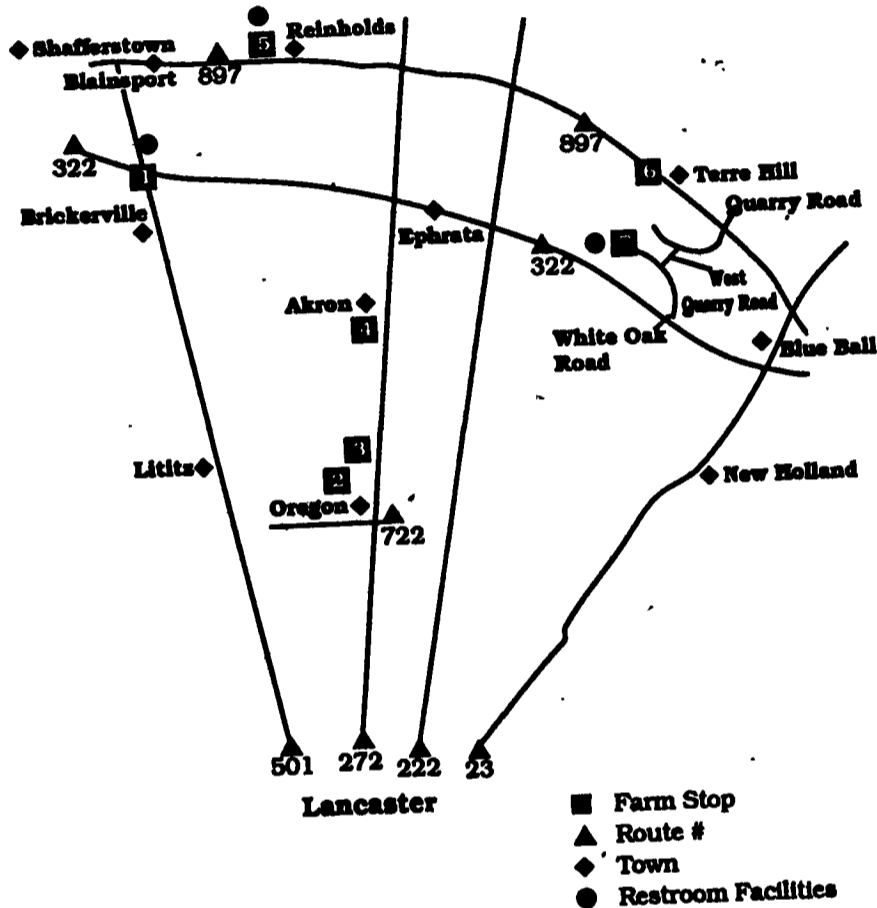 Reinholds
5
Shafferstown
Blainsport
897
897
322
1
6
Terre Hill
Quarry Road
Brickerville
Ephrata
322
West
Quarry Road
Akron
4
White Oak
Road
Blue Ball
3
Lititz
2
New Holland
Oregon
722
501
272
222
23
Lancaster
Farm Stop
Route #
Town
Restroom Facilities